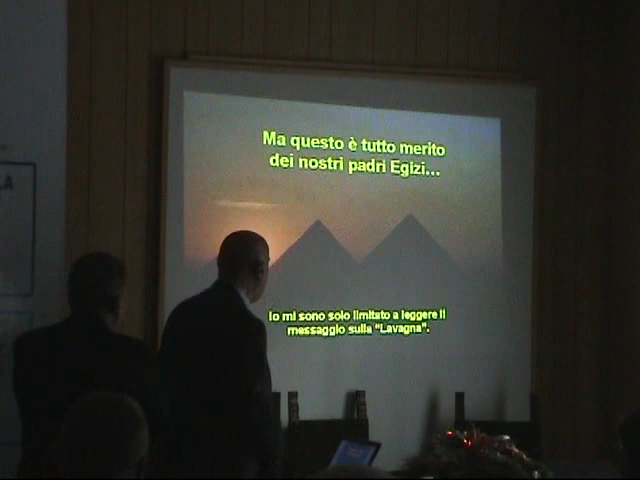 Ma questo è tutto merito
dei nostri padri Egizi...
Io mi sono solo limitato a leggere il
messaggio sulla "Lavagna".